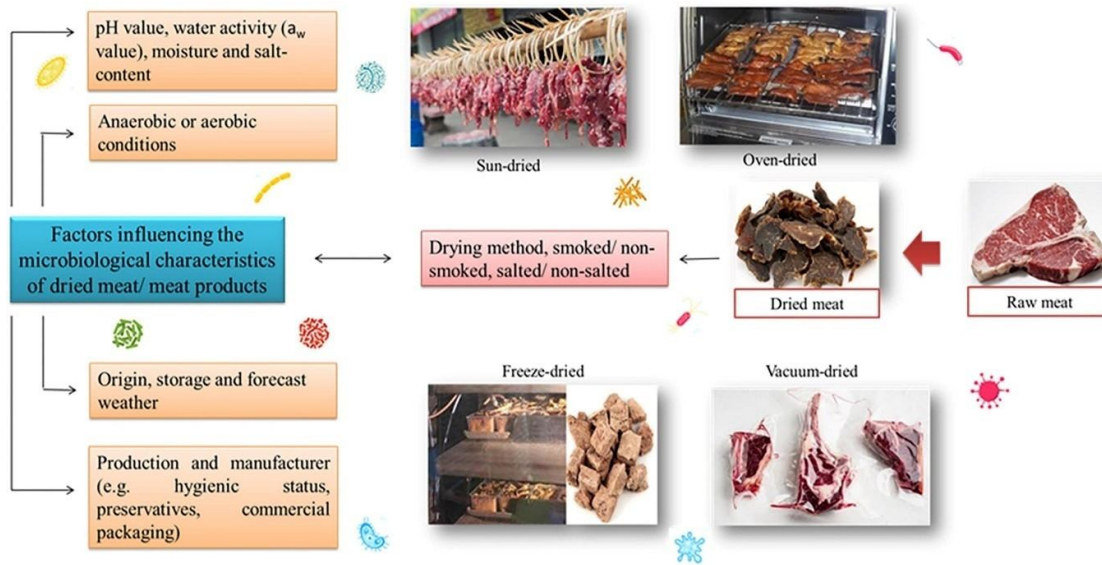 pH value, water activity (aw
value), moisture and salt-
content
Anaerobic or aerobic
conditions
Sun-dried
Oven-dried
Factors influencing the
microbiological characteristics
of dried meat/ meat products
Drying method, smoked/ non-
smoked, salted/ non-salted
Dried meat
Raw meat
Origin, storage and forecast
weather
Freeze-dried
Vacuum-dried
Production and manufacturer
(e.g. hygienic status,
preservatives, commercial
packaging)